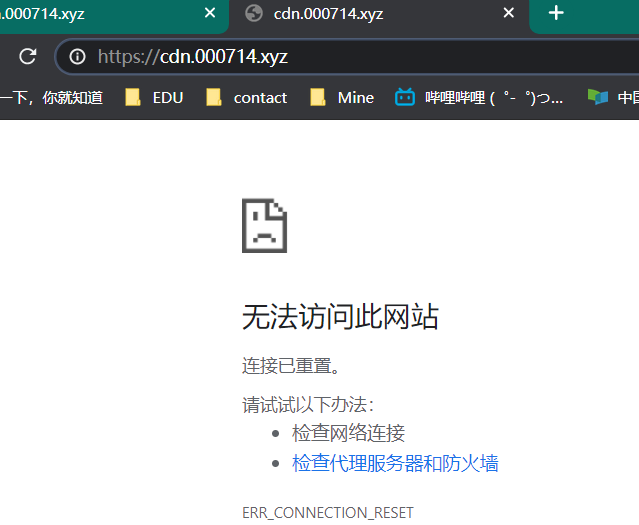 n.000714.xyz
cdn.000714.xyz
https://cdn.000714.xyz
一下，你就知道 EDU contact Mine 哔哩哔哩 (゜-゜)つ... 中国
无法访问此网站
连接已重置。
请试试以下办法：
检查网络连接
检查代理服务器和防火墙
ERR_CONNECTION_RESET